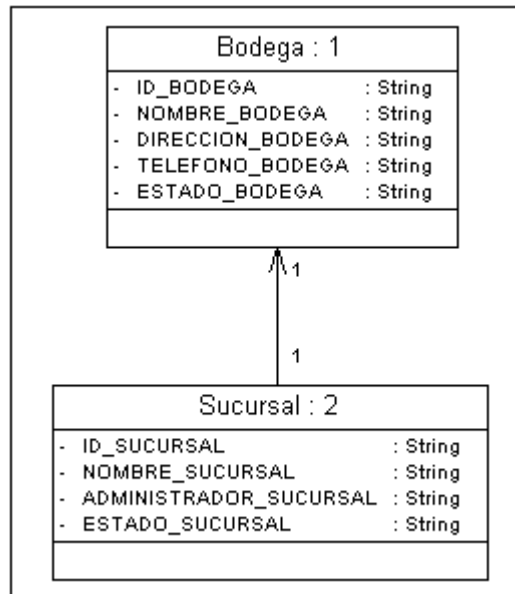 Bodega : 1
- ID_BODEGA : String
- NOMBRE_BODEGA : String
- DIRECCION_BODEGA : String
- TELEFONO_BODEGA : String
- ESTADO_BODEGA : String
1
1
Sucursal : 2
- ID_SUCURSAL : String
- NOMBRE_SUCURSAL : String
- ADMINISTRADOR_SUCURSAL : String
- ESTADO_SUCURSAL : String